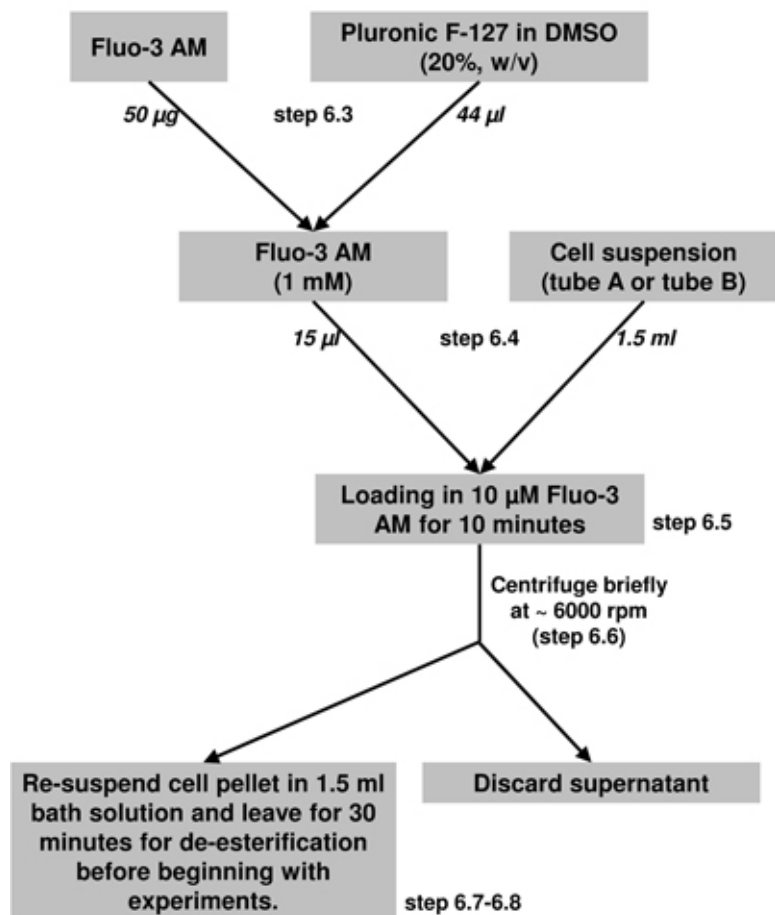 Fluo-3 AM
Pluronic F-127 in DMSO
(20%, w/v)
50 µg
step 6.3
44 µl
Fluo-3 AM
(1 mM)
Cell suspension
(tube A or tube B)
15 µl
step 6.4
1.5 ml
Loading in 10 µM Fluo-3
AM for 10 minutes
step 6.5
Centrifuge briefly
at ~ 6000 rpm
(step 6.6)
Re-suspend cell pellet in 1.5 ml
bath solution and leave for 30
minutes for de-esterification
before beginning with
experiments.
Discard supernatant
step 6.7-6.8